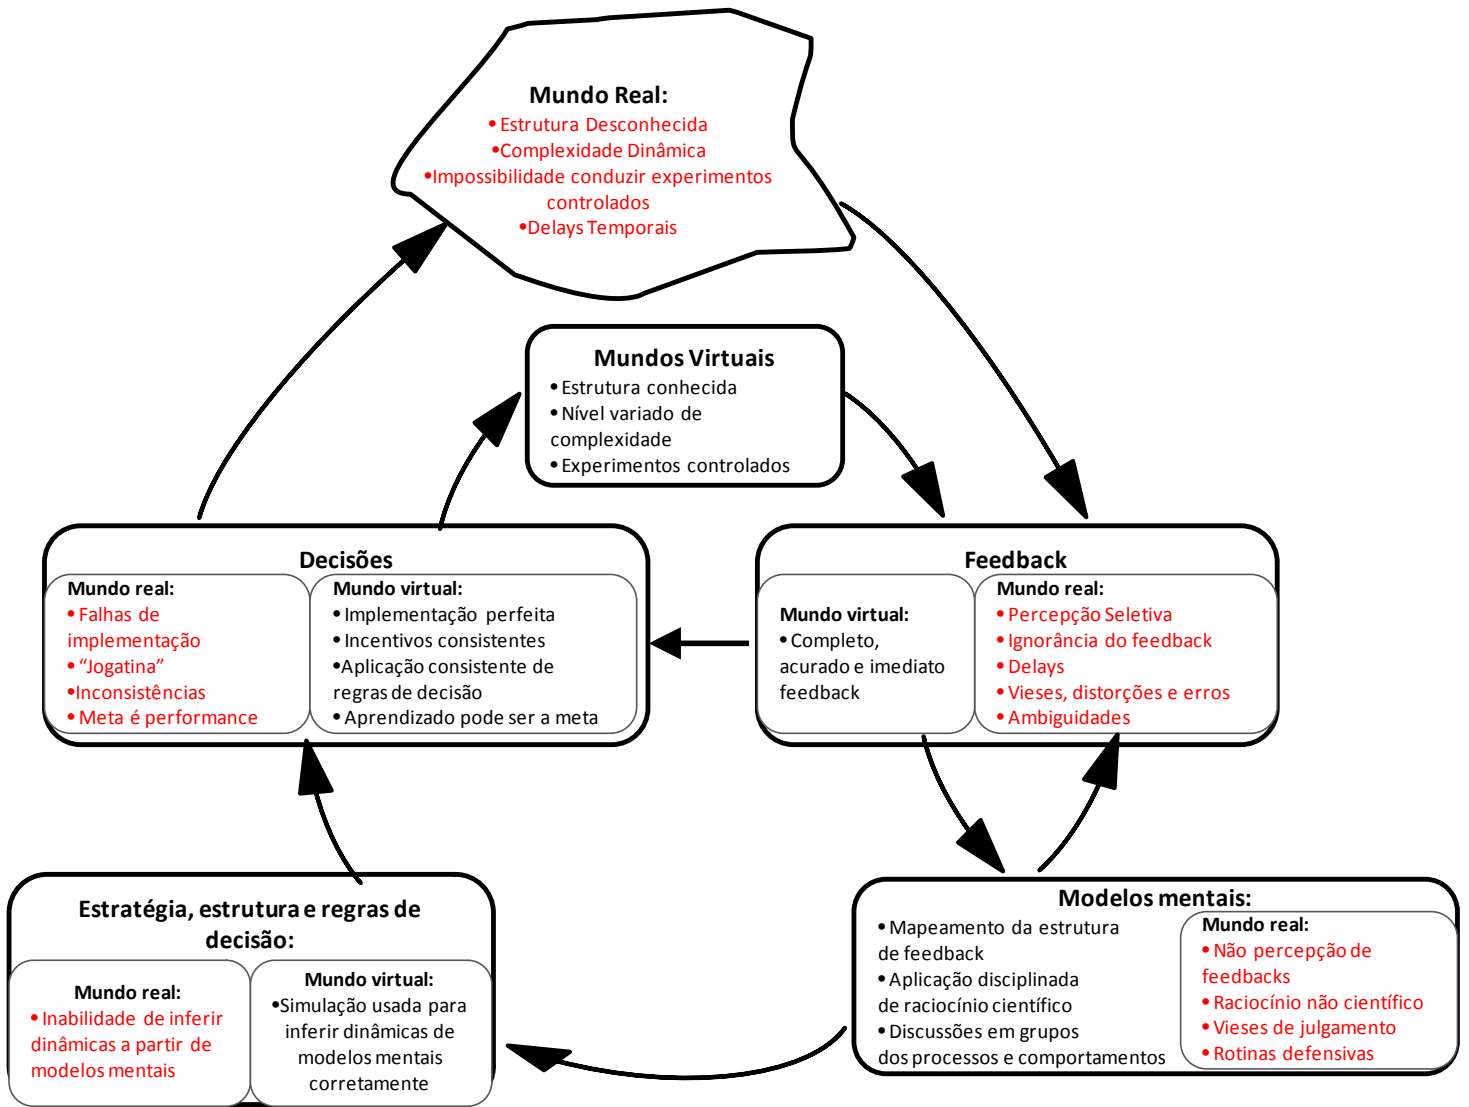 Mundo Real:
• Estrutura Desconhecida
•Complexidade Dinâmica
•Impossibilidade conduzir experimentos
controlados
•Delays Temporais
Mundos Virtuais
• Estrutura conhecida
• Nível variado de
complexidade
• Experimentos controlados
Decisões
Mundo real:
• Falhas de
implementação
• “Jogatina”
•Inconsistências
• Meta é performance
Mundo virtual:
• Implementação perfeita
• Incentivos consistentes
•Aplicação consistente de
regras de decisão
• Aprendizado pode ser a meta
Feedback
Mundo virtual:
• Completo,
acurado e imediato
feedback
Mundo real:
• Percepção Seletiva
• Ignorância do feedback
• Delays
• Vieses, distorções e erros
• Ambiguidades
Estratégia, estrutura e regras de
decisão:
Mundo real:
• Inabilidade de inferir
dinâmicas a partir de
modelos mentais
Mundo virtual:
•Simulação usada para
inferir dinâmicas de
modelos mentais
corretamente
Modelos mentais:
• Mapeamento da estrutura
de feedback
• Aplicação disciplinada
de raciocínio científico
• Discussões em grupos
dos processos e comportamentos
Mundo real:
• Não percepção de
feedbacks
• Raciocínio não científico
• Vieses de julgamento
• Rotinas defensivas